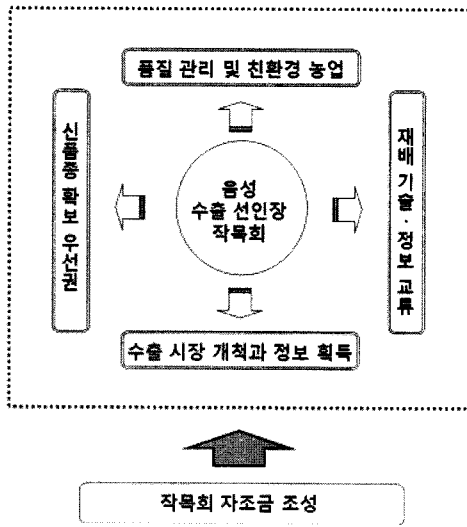 품질 관리 및 친환경 농업
신품종 확보 우선권
음성
수출 선인장
작목회
재배 기술·정보 교류
수출 시장 개척과 정보 획득
작목회 자조금 조성